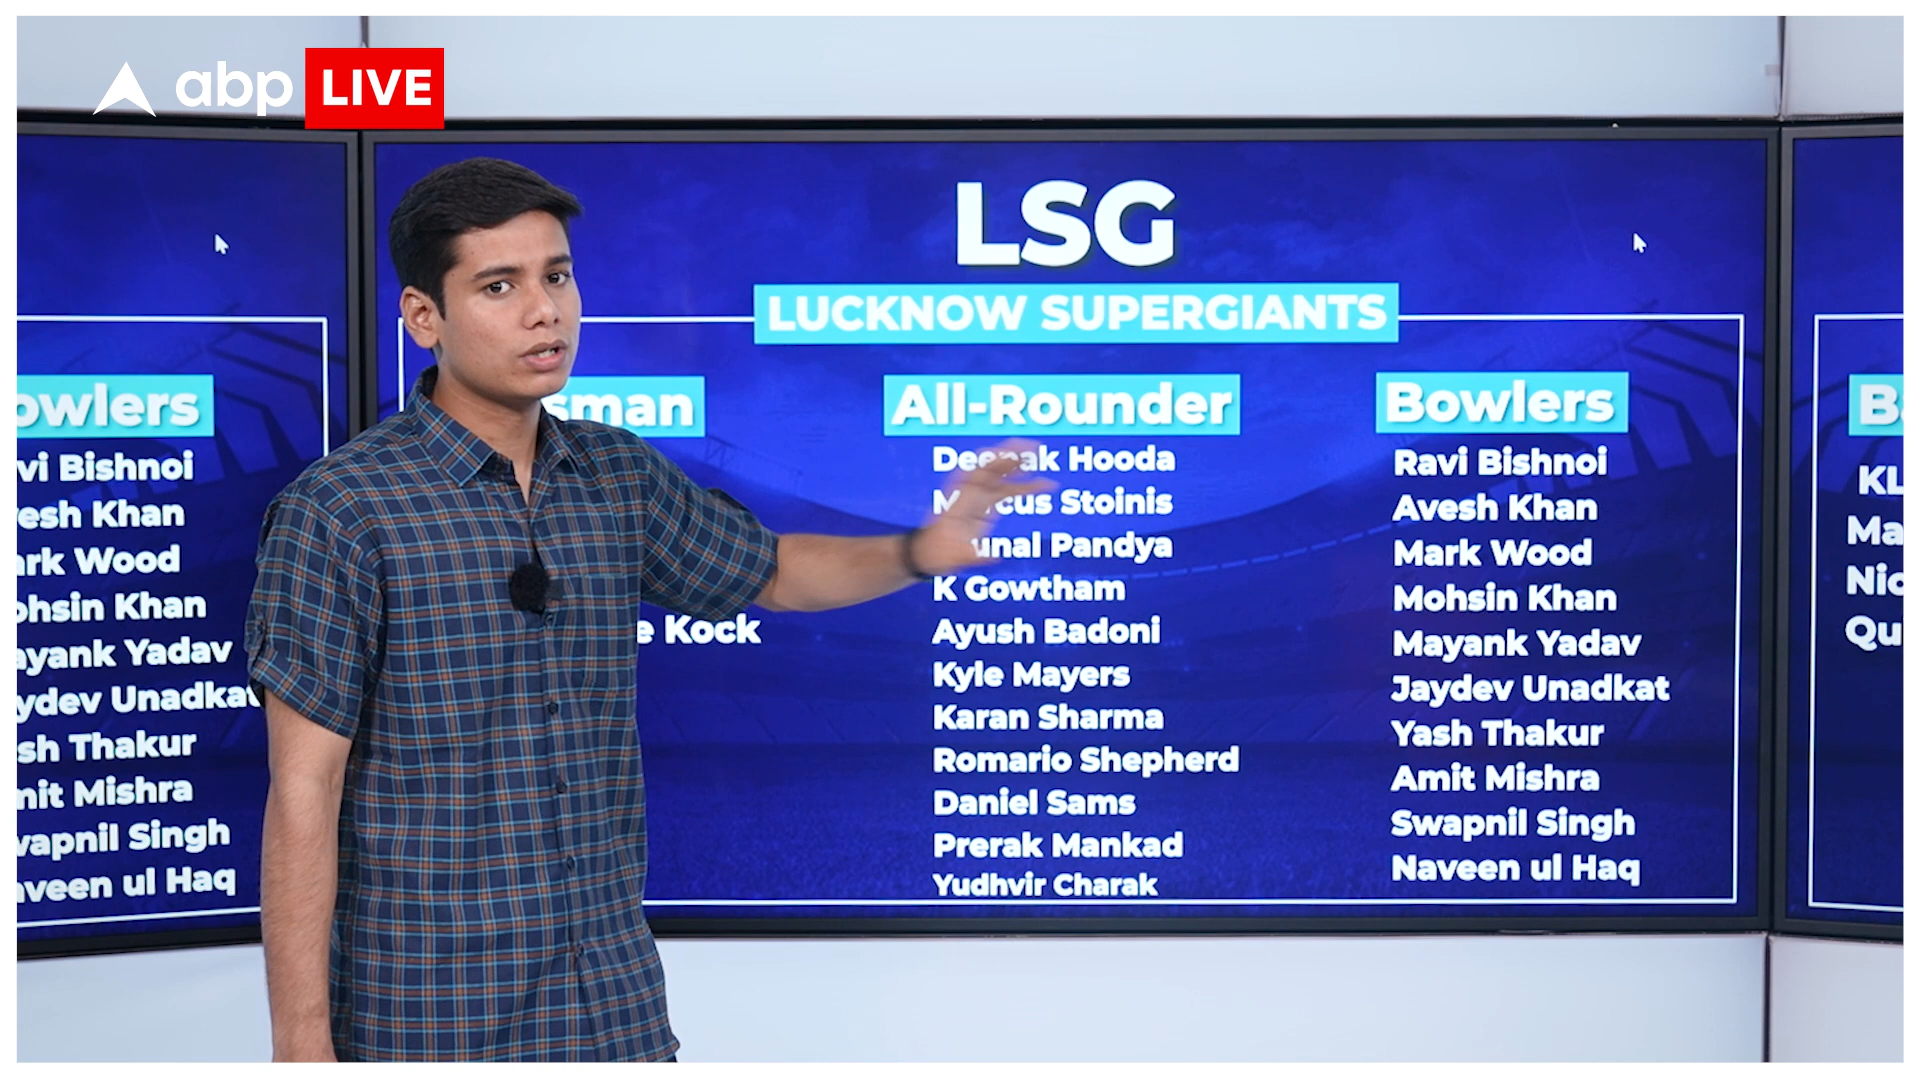 abp LIVE
LSG
LUCKNOW SUPERGIANTS
All-Rounder
Deepak Hooda
Marcus Stoinis
Pandya
K Gowtham
Ayush Badoni
Kyle Mayers
Karan Sharma
Romario Shepherd
Daniel Sams
Prerak Mankad
Yudhvir Charak
Kock
Bowlers
Ravi Bishnoi
Avesh Khan
Mark Wood
Mohsin Khan
Mayank Yadav
Jaydev Unadkat
Yash Thakur
Amit Mishra
Swapnil Singh
Naveen ul Haq
owlers
vi Bishnoi
esh Khan
rk Wood
ohsin Khan
ayank Yadav
ydev Unadkat
sh Thakur
nit Mishra
vapnil Singh
aveen ul Haq
KL
Ma
Nic
Qu